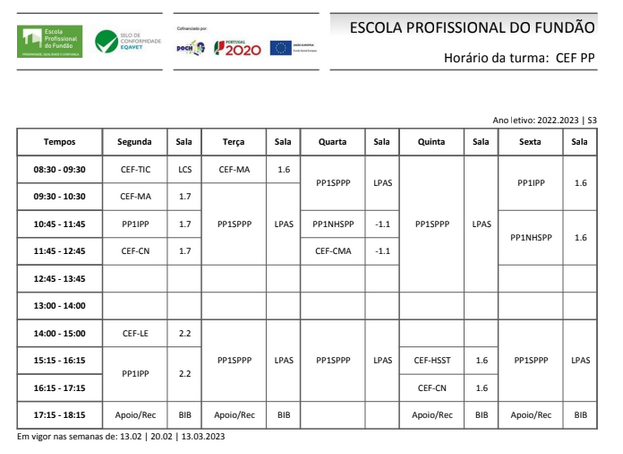 Escola
Profissional
do Fundão
SELO DE
CONFORMIDADE
EQAVET
Cofinanciado por:
POCH
PORTUGAL
2020
UNIÃO EUROPEIA
Fundo Social Europeu
ESCOLA PROFISSIONAL DO FUNDÃO
Horário da turma: CEF PP
Ano letivo: 2022.2023 | S3
Tempos Segunda Sala Terça Sala Quarta Sala Quinta Sala Sexta Sala
08:30 - 09:30 CEF-TIC LCS CEF-MA 1.6
PP1SPPP LPAS PP1IPP 1.6
09:30 - 10:30 CEF-MA 1.7
10:45 - 11:45 PP1IPP 1.7 PP1SPPP LPAS PP1NHSPP -1.1 PP1SPPP LPAS
PP1NHSPP 1.6
11:45 - 12:45 CEF-CN 1.7 CEF-CMA -1.1
12:45 - 13:45
13:00 - 14:00
14:00 - 15:00 CEF-LE 2.2
15:15 - 16:15 PP1SPPP LPAS PP1SPPP LPAS CEF-HSST 1.6 PP1SPPP LPAS
PP1IPP 2.2
16:15 - 17:15 CEF-CN 1.6
17:15 - 18:15 Apoio/Rec BIB Apoio/Rec BIB Apoio/Rec BIB Apoio/Rec BIB
Em vigor nas semanas de: 13.02 | 20.02 | 13.03.2023